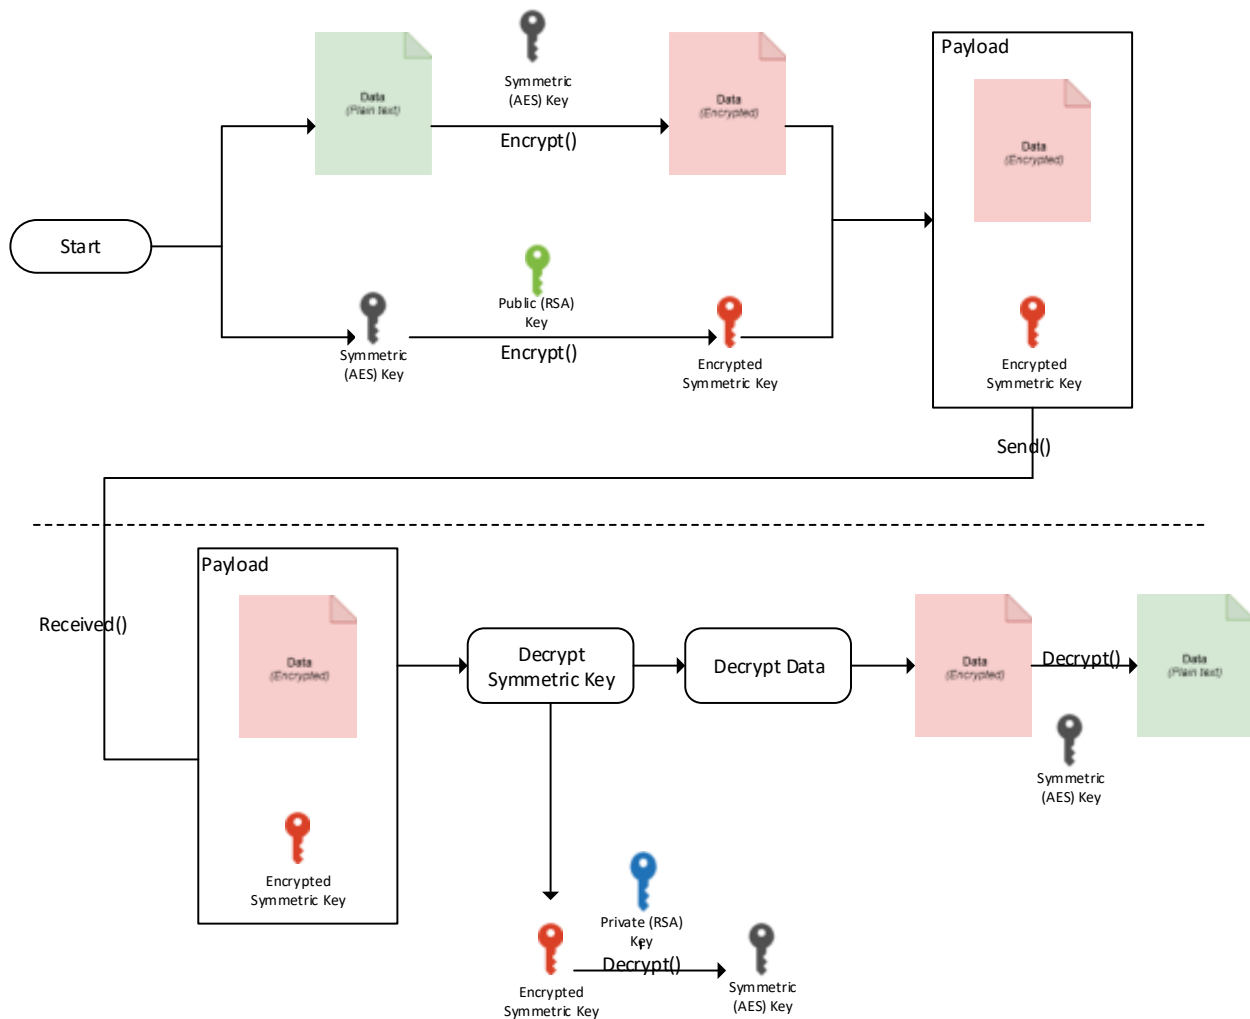 Payload
Symmetric
(AES) Key
Data
(Plain text)
Data
(Encrypted)
Encrypt()
Data
(Encrypted)
Start
Public (RSA)
Key
Encrypt()
Symmetric
(AES) Key
Encrypted
Symmetric Key
Encrypted
Symmetric Key
Send()
Payload
Received()
Data
(Encrypted)
Decrypt
Symmetric Key
Decrypt Data
Data
(Encrypted)
Decrypt()
Data
(Plain text)
Symmetric
(AES) Key
Encrypted
Symmetric Key
Private (RSA)
Key
Decrypt()
Encrypted
Symmetric Key
Symmetric
(AES) Key